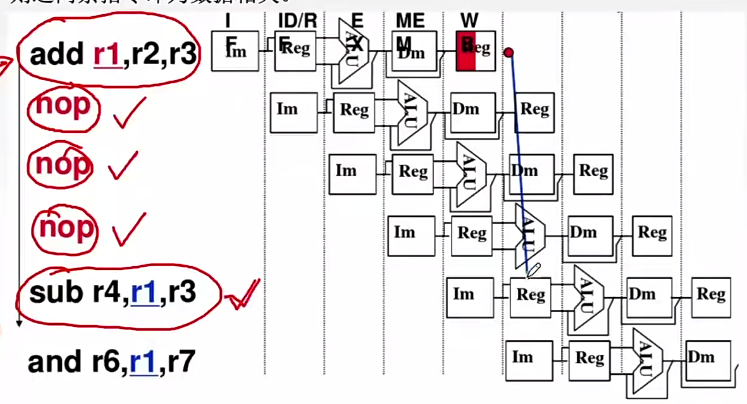 I ID/R E ME W
F F X M B
add r1,r2,r3 Im Reg ALU Dm Reg
nop Im Reg ALU Dm Reg
nop Im Reg ALU Dm Reg
nop Im Reg ALU Dm Reg
sub r4,r1,r3 Im Reg ALU Dm Reg
and r6,r1,r7 Im Reg ALU Dm